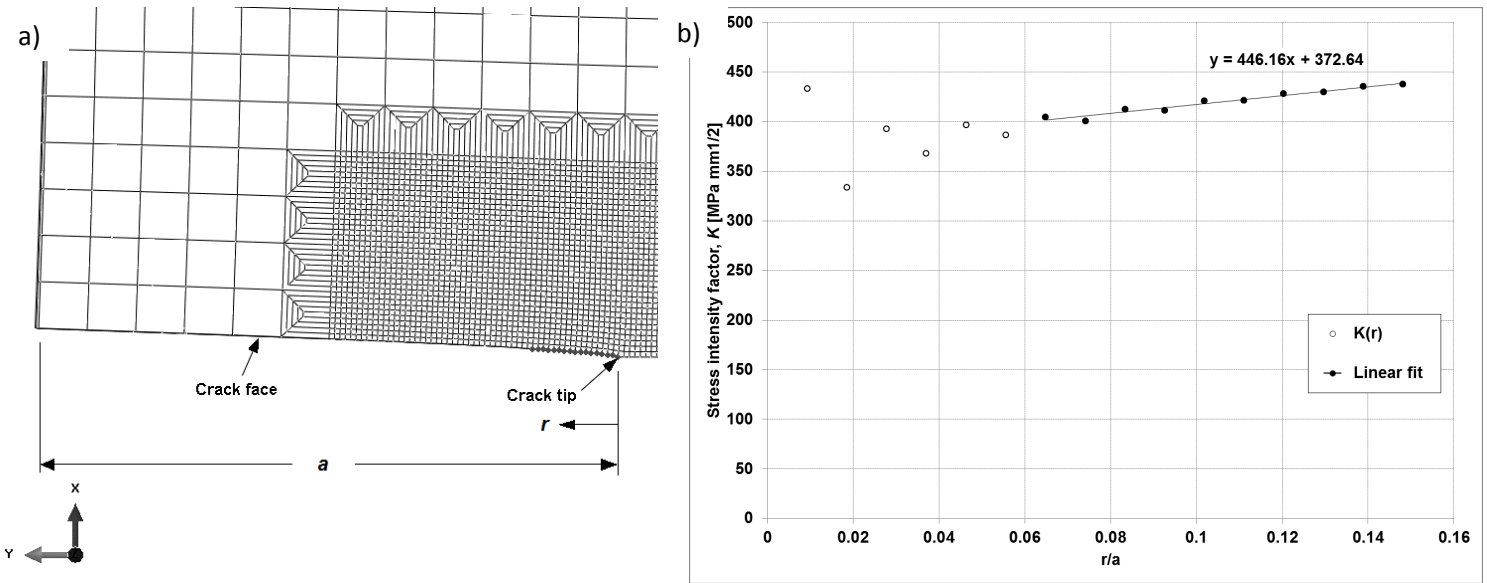 a)
Crack face
Crack tip
r
a
X
Y
Z
b)
y = 446.16x + 372.64
500
450
400
350
300
250
200
150
100
50
0
Stress intensity factor, K [MPa mm1/2]
K(r)
Linear fit
0 0.02 0.04 0.06 0.08 0.1 0.12 0.14 0.16
r/a